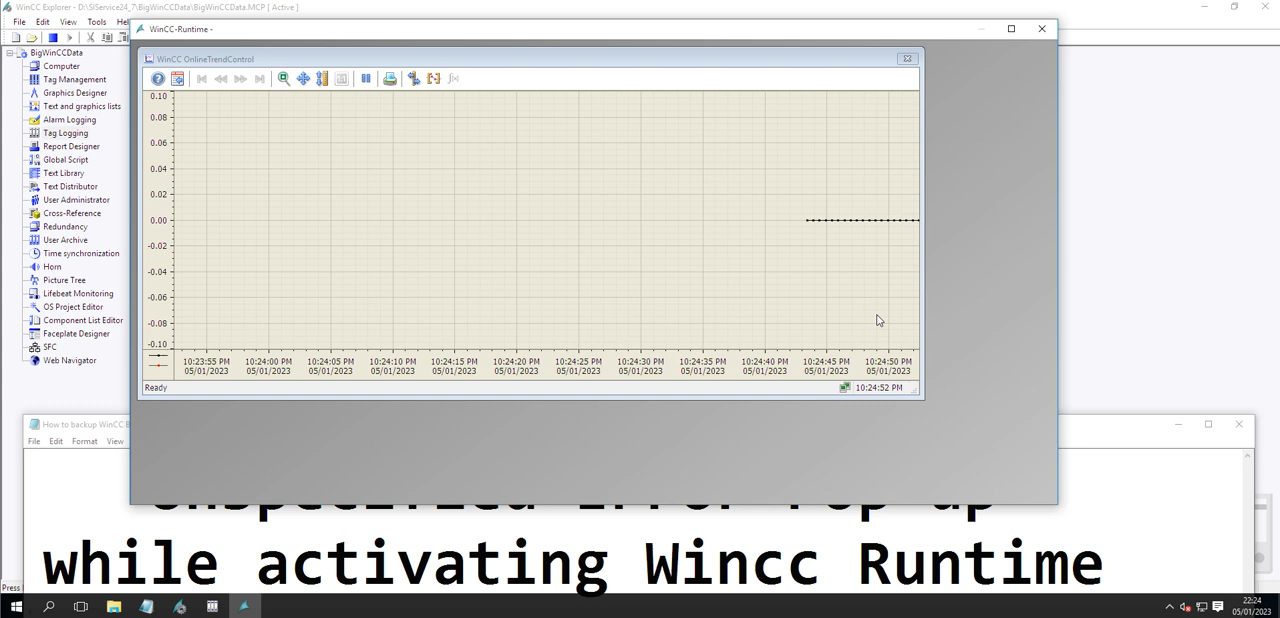 WinCC Explorer - D:\SIService24_7\BigWinCCData\BigWinCCData.MCP [ Active ]
File Edit View Tools
WinCC-Runtime -
BigWinCCData
Computer
Tag Management
Graphics Designer
Text and graphics lists
Alarm Logging
Tag Logging
Report Designer
Global Script
Text Library
Text Distributor
User Administrator
Cross-Reference
Redundancy
User Archive
Time synchronization
Horn
Picture Tree
Lifebeat Monitoring
OS Project Editor
Component List Editor
Faceplate Designer
SFC
Web Navigator
WinCC OnlineTrendControl
0.10
0.08
0.06
0.04
0.02
0.00
-0.02
-0.04
-0.06
-0.08
-0.10
10:23:55 PM 10:24:00 PM 10:24:05 PM 10:24:10 PM 10:24:15 PM 10:24:20 PM 10:24:25 PM 10:24:30 PM 10:24:35 PM 10:24:40 PM 10:24:45 PM 10:24:50 PM
05/01/2023 05/01/2023 05/01/2023 05/01/2023 05/01/2023 05/01/2023 05/01/2023 05/01/2023 05/01/2023 05/01/2023 05/01/2023 05/01/2023
Ready 10:24:52 PM
How to backup WinCC
File Edit Format View
while activating Wincc Runtime
Press
22:24
05/01/2023